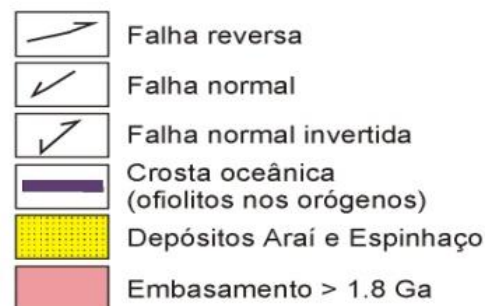 Falha reversa
Falha normal
Falha normal invertida
Crosta oceânica
(ofiolitos nos orógenos)
Depósitos Araí e Espinhaço
Embasamento > 1.8 Ga